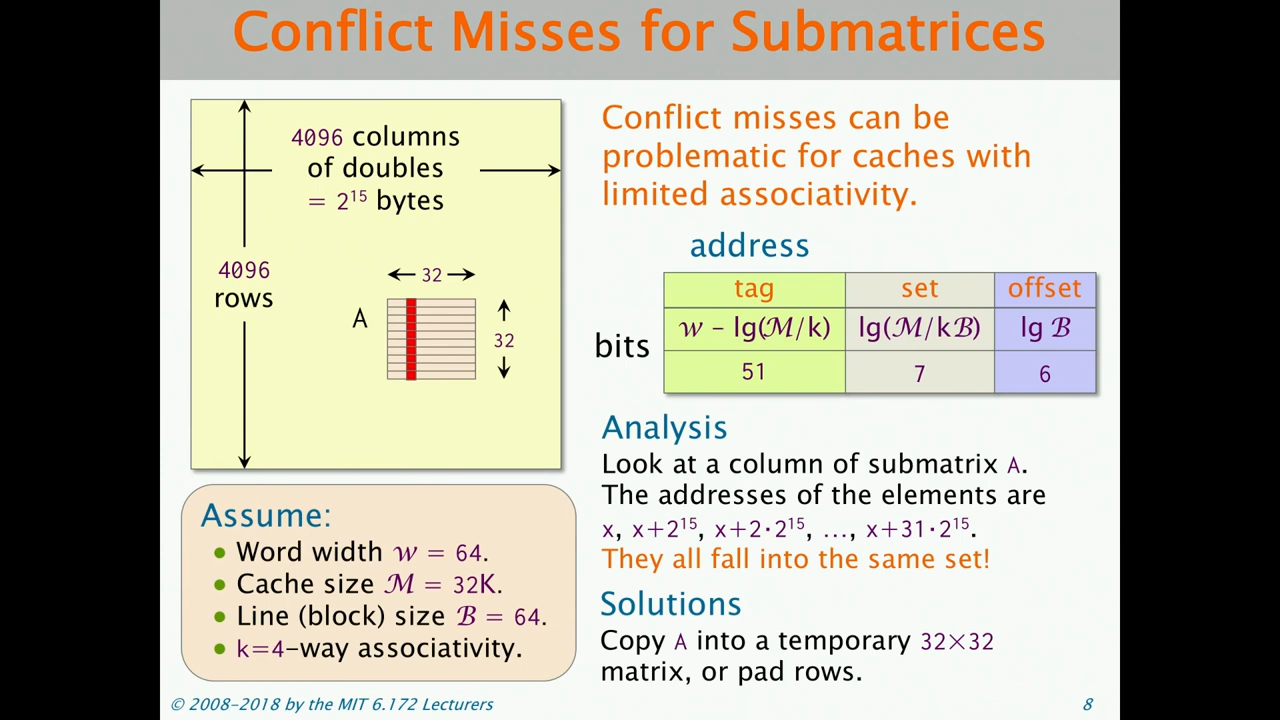 Conflict Misses for Submatrices
4096 columns
of doubles
= 2¹⁵ bytes
4096
rows
32
A
32
Assume:
• Word width 𝓌 = 64.
• Cache size ℳ = 32K.
• Line (block) size ℬ = 64.
• k=4-way associativity.
Conflict misses can be
problematic for caches with
limited associativity.
address
tag set offset
bits
𝓌 – lg(ℳ/k) lg(ℳ/kℬ) lg ℬ
51 7 6
Analysis
Look at a column of submatrix A.
The addresses of the elements are
x, x+2¹⁵, x+2·2¹⁵, …, x+31·2¹⁵.
They all fall into the same set!
Solutions
Copy A into a temporary 32×32
matrix, or pad rows.
© 2008–2018 by the MIT 6.172 Lecturers
8